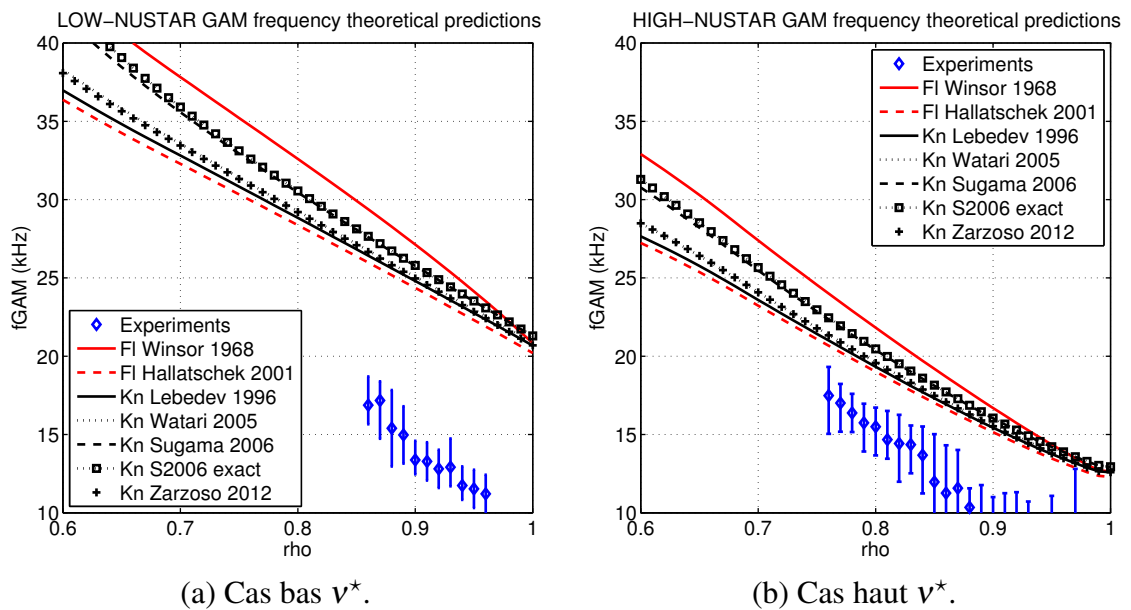 LOW−NUSTAR GAM frequency theoretical predictions
40
35
30
25
20
15
10
fGAM (kHz)
Experiments
Fl Winsor 1968
Fl Hallatschek 2001
Kn Lebedev 1996
Kn Watari 2005
Kn Sugama 2006
Kn S2006 exact
Kn Zarzoso 2012
0.6 0.7 0.8 0.9 1
rho
(a) Cas bas ν⋆.
HIGH−NUSTAR GAM frequency theoretical predictions
40
35
30
25
20
15
10
fGAM (kHz)
Experiments
Fl Winsor 1968
Fl Hallatschek 2001
Kn Lebedev 1996
Kn Watari 2005
Kn Sugama 2006
Kn S2006 exact
Kn Zarzoso 2012
0.6 0.7 0.8 0.9 1
rho
(b) Cas haut ν⋆.